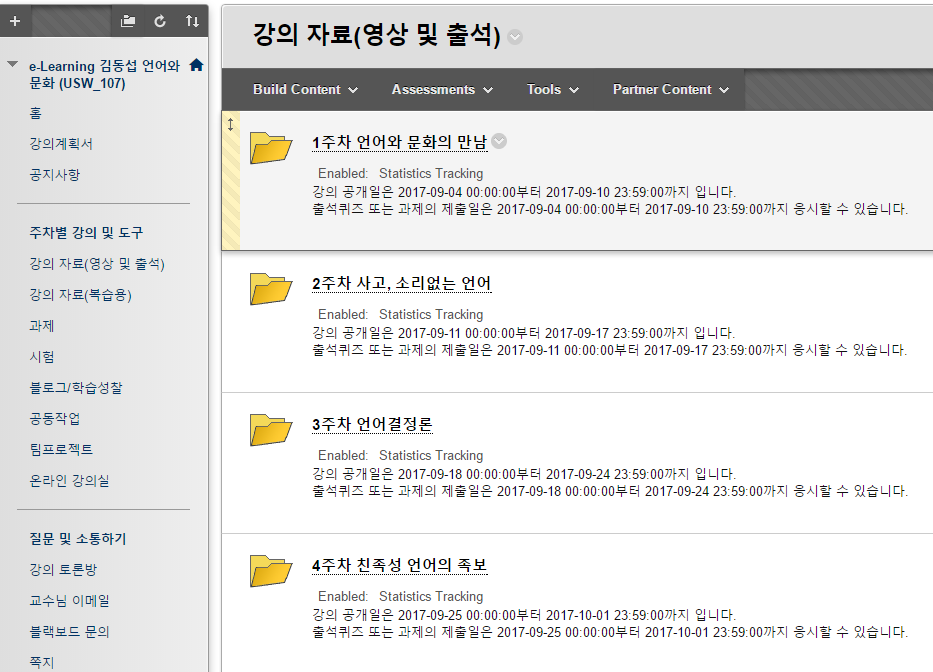 e-Learning 김동섭 언어와
문화 (USW_107)
홈
강의계획서
공지사항
주차별 강의 및 도구
강의 자료(영상 및 출석)
강의 자료(복습용)
과제
시험
블로그/학습성찰
공동작업
팀프로젝트
온라인 강의실
질문 및 소통하기
강의 토론방
교수님 이메일
블랙보드 문의
쪽지
강의 자료(영상 및 출석)
Build Content Assessments Tools Partner Content
1주차 언어와 문화의 만남
Enabled: Statistics Tracking
강의 공개일은 2017-09-04 00:00:00부터 2017-09-10 23:59:00까지 입니다.
출석퀴즈 또는 과제의 제출일은 2017-09-04 00:00:00부터 2017-09-10 23:59:00까지 응시할 수 있습니다.
2주차 사고, 소리없는 언어
Enabled: Statistics Tracking
강의 공개일은 2017-09-11 00:00:00부터 2017-09-17 23:59:00까지 입니다.
출석퀴즈 또는 과제의 제출일은 2017-09-11 00:00:00부터 2017-09-17 23:59:00까지 응시할 수 있습니다.
3주차 언어결정론
Enabled: Statistics Tracking
강의 공개일은 2017-09-18 00:00:00부터 2017-09-24 23:59:00까지 입니다.
출석퀴즈 또는 과제의 제출일은 2017-09-18 00:00:00부터 2017-09-24 23:59:00까지 응시할 수 있습니다.
4주차 친족성 언어의 족보
Enabled: Statistics Tracking
강의 공개일은 2017-09-25 00:00:00부터 2017-10-01 23:59:00까지 입니다.
출석퀴즈 또는 과제의 제출일은 2017-09-25 00:00:00부터 2017-10-01 23:59:00까지 응시할 수 있습니다.